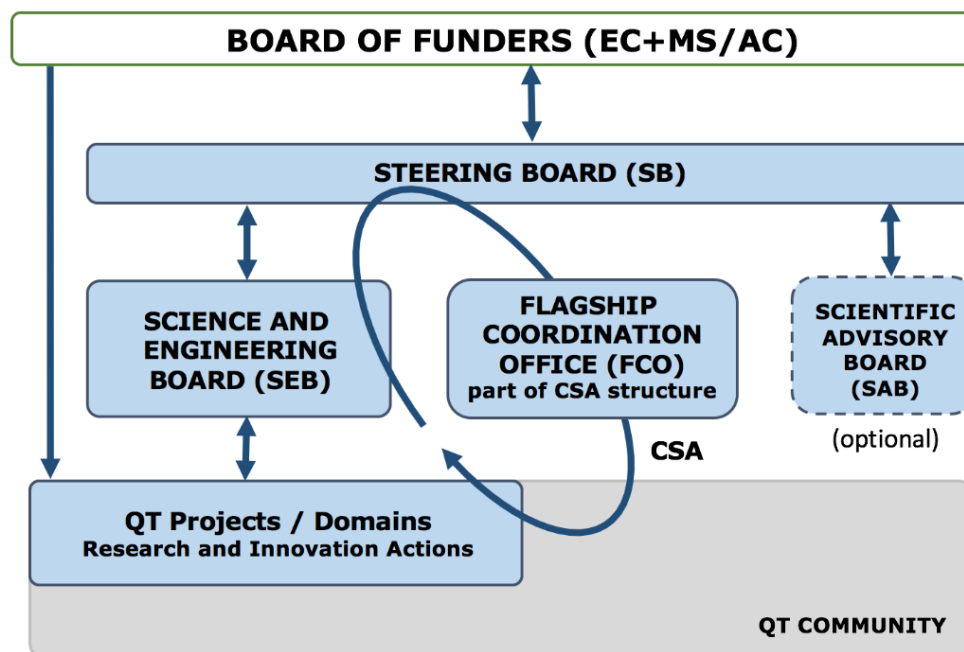 BOARD OF FUNDERS (EC+MS/AC)
STEERING BOARD (SB)
SCIENCE AND
ENGINEERING
BOARD (SEB)
FLAGSHIP
COORDINATION
OFFICE (FCO)
part of CSA structure
SCIENTIFIC
ADVISORY
BOARD
(SAB)
(optional)
CSA
QT Projects / Domains
Research and Innovation Actions
QT COMMUNITY